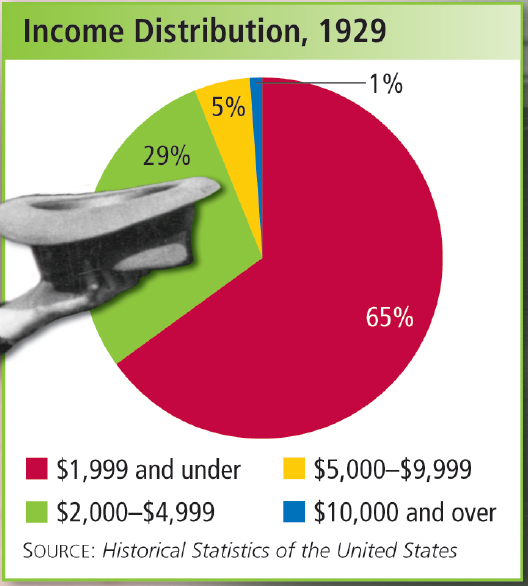 Income Distribution, 1929
1%
5%
29%
65%
$1,999 and under
$5,000–$9,999
$2,000–$4,999
$10,000 and over
SOURCE: Historical Statistics of the United States